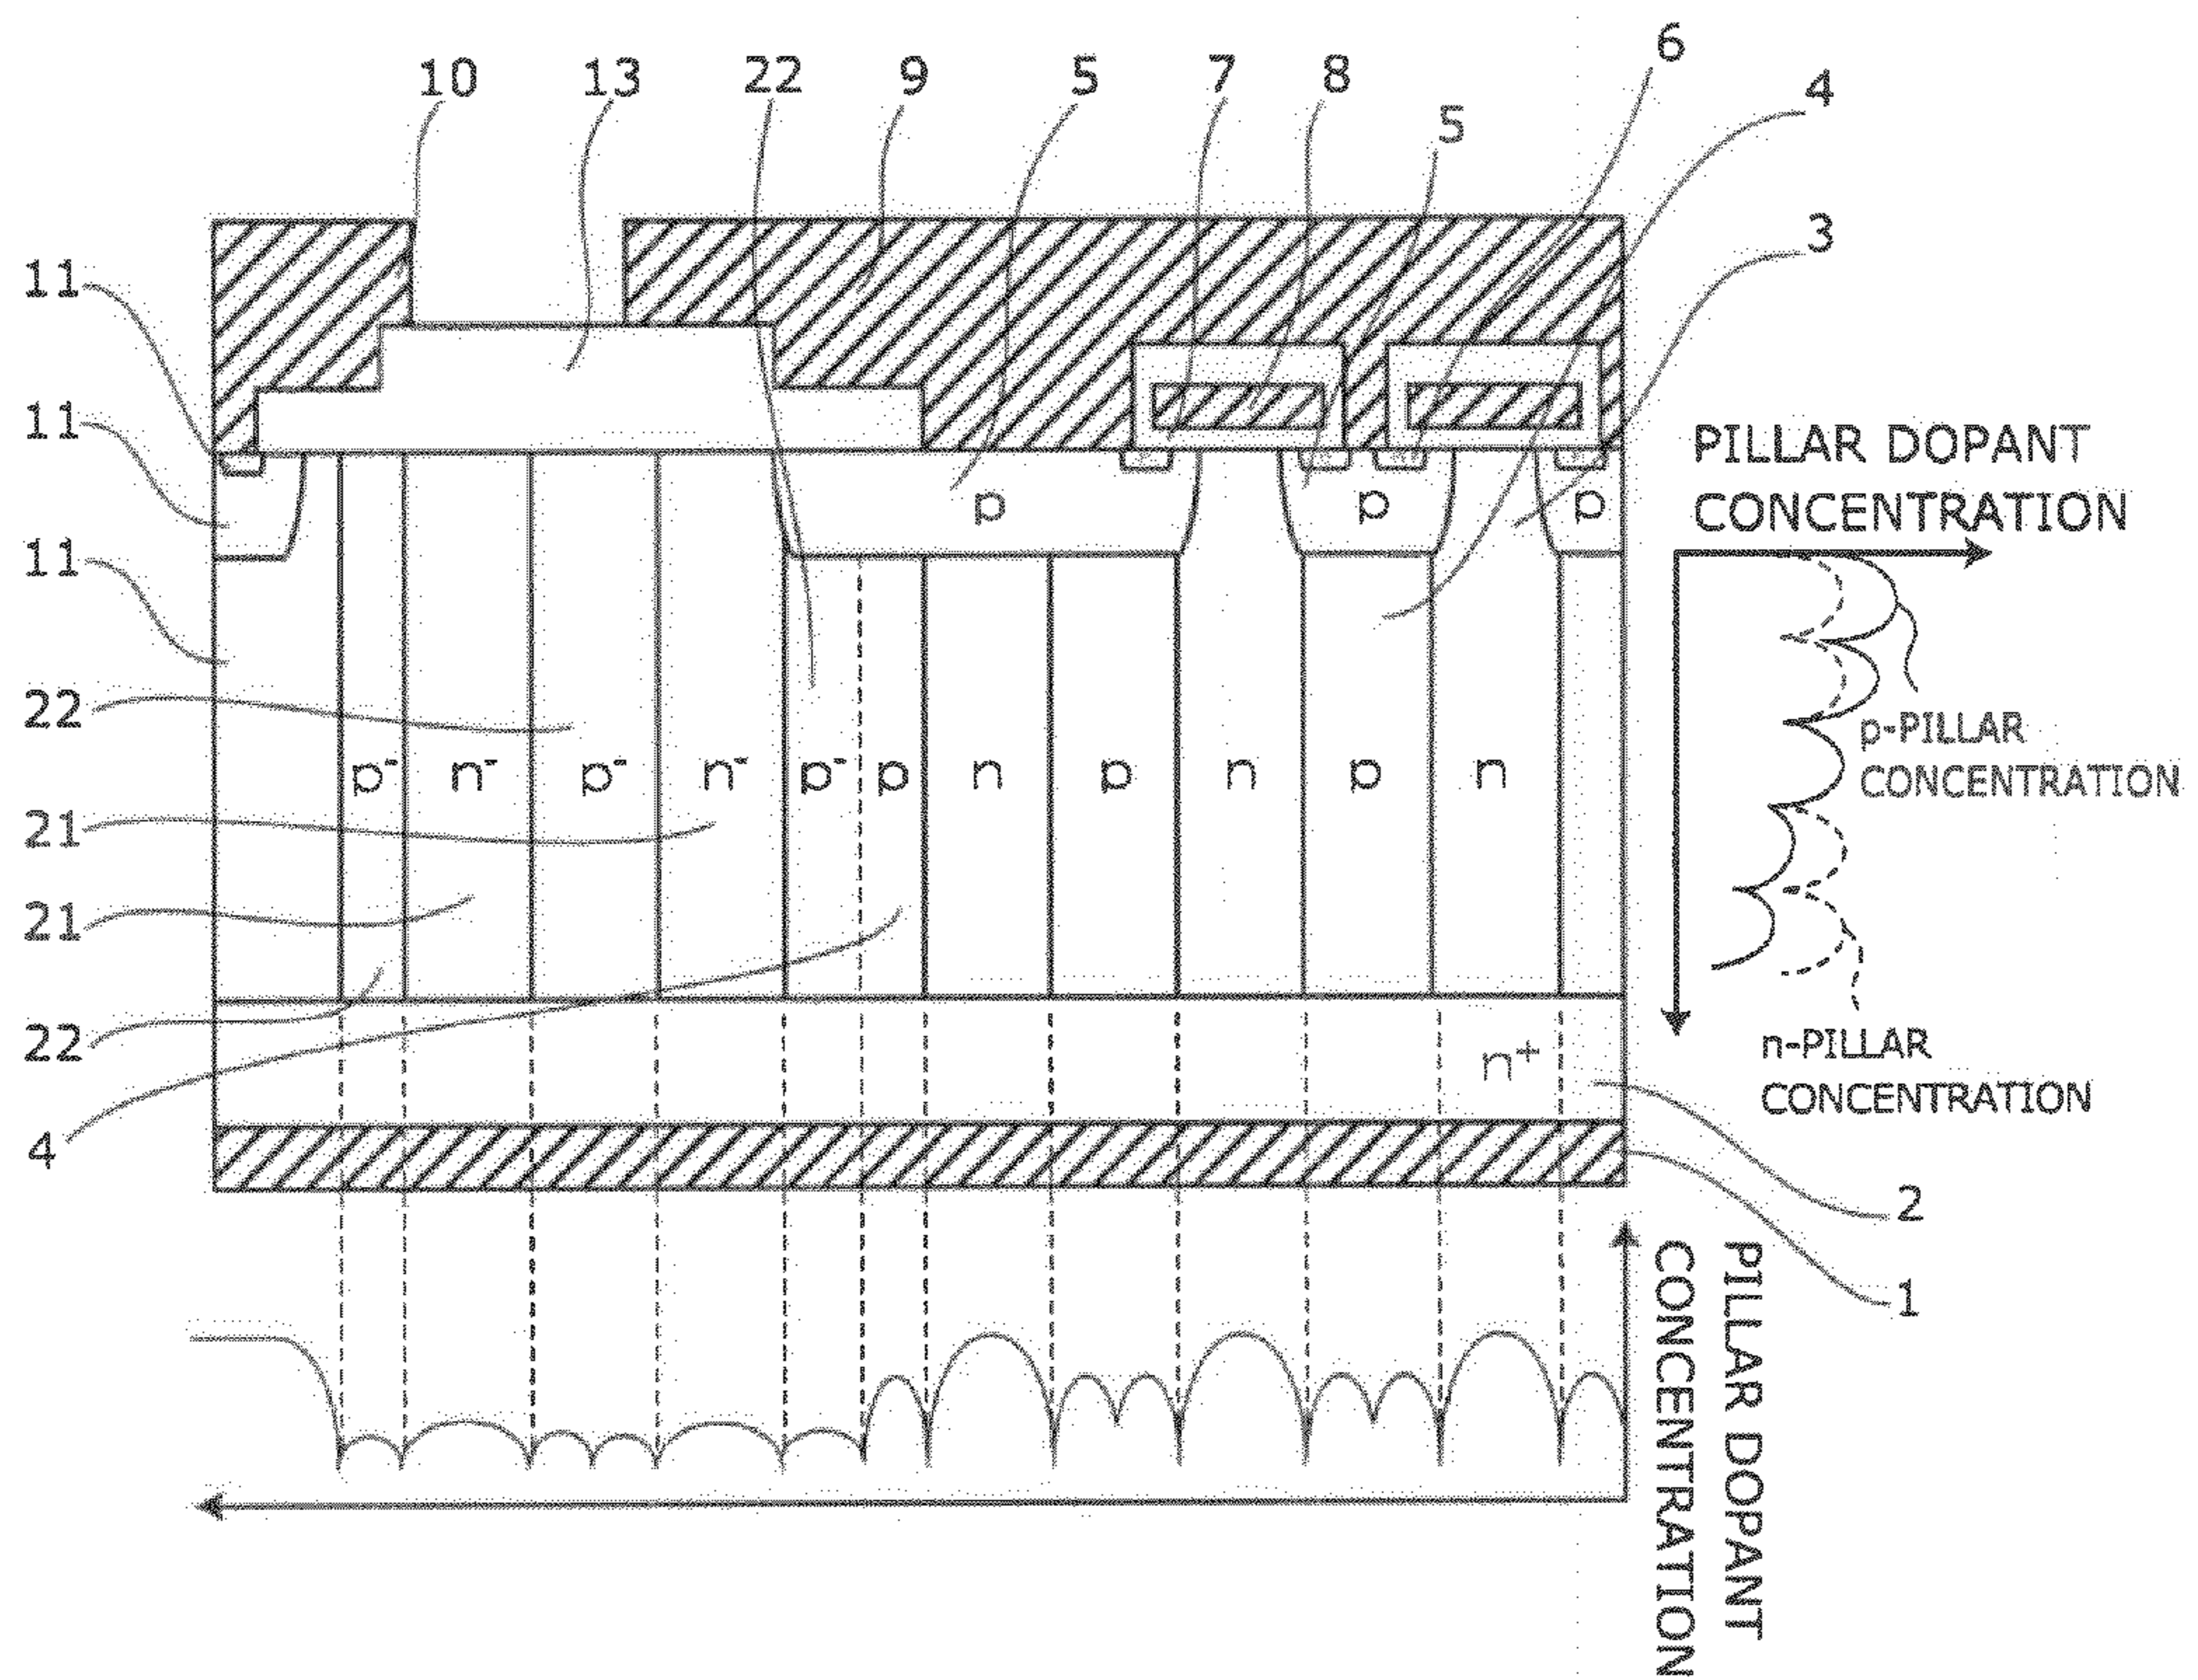 10 13 22 9 5 7 8 5 6 4
3
11
11
11
22
21
21
22
4
p p p
p- n- p- n- p- p n p n p n
n+
2
1
PILLAR DOPANT
CONCENTRATION
p-PILLAR
CONCENTRATION
n-PILLAR
CONCENTRATION
PILLAR DOPANT
CONCENTRATION